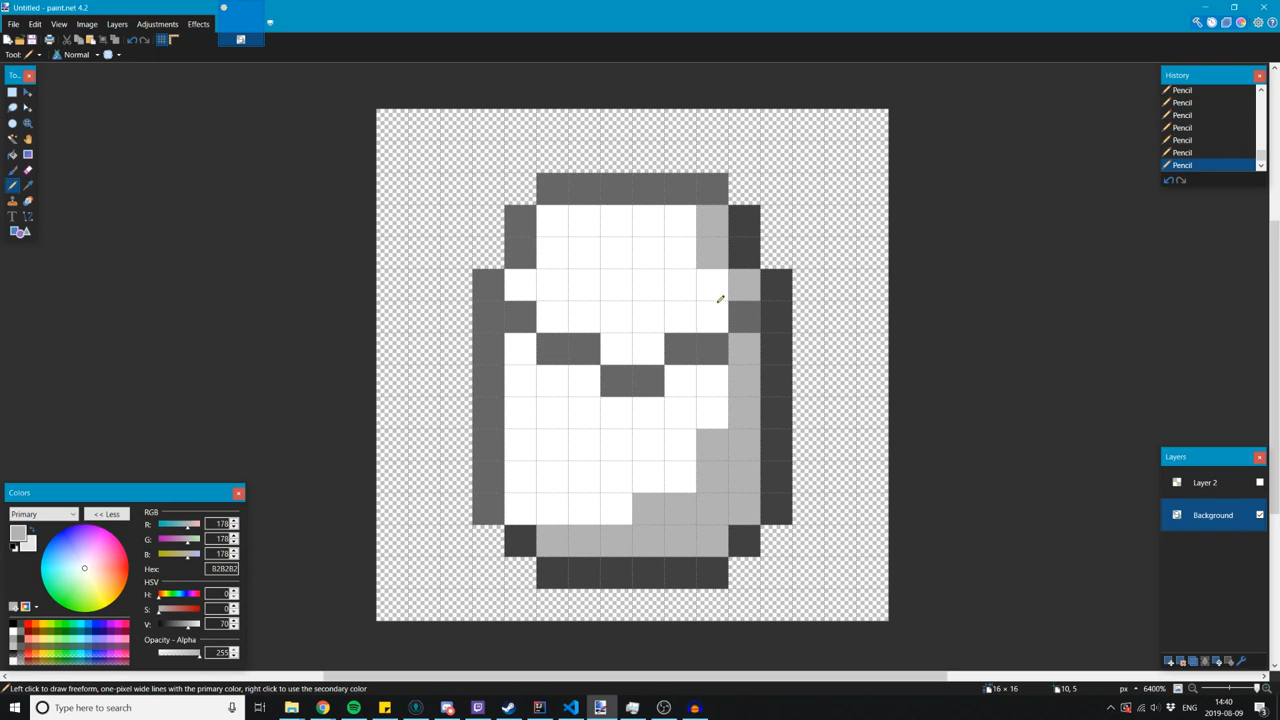 Untitled - paint.net 4.2
File Edit View Image Layers Adjustments Effects
Tool: Normal
To...
History
Pencil
Pencil
Pencil
Pencil
Pencil
Pencil
Pencil
Layers
Layer 2
Background
Colors
Primary << Less
RGB
R: 178
G: 178
B: 178
Hex: B2B2B2
HSV
H: 0
S: 0
V: 70
Opacity - Alpha
255
Left click to draw freeform, one-pixel wide lines with the primary color, right click to use the secondary color
16 × 16
10, 5
px
6400%
Type here to search
14:40
2019-08-09